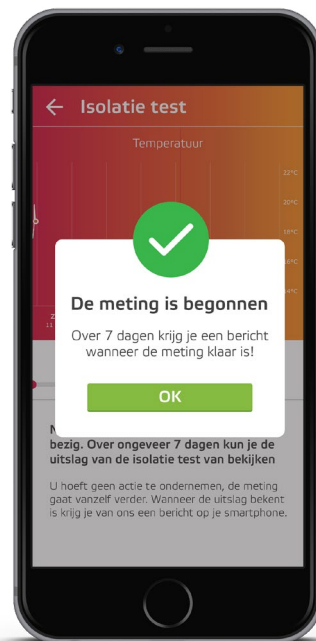 Isolatie test
Temperatuur
22°C
20°C
18°C
16°C
14°C
Z
11
De meting is begonnen
Over 7 dagen krijg je een bericht
wanneer de meting klaar is!
OK
bezig. Over ongeveer 7 dagen kun je de
uitslag van de isolatie test van bekijken
U hoeft geen actie te ondernemen, de meting
gaat vanzelf verder. Wanneer de uitslag bekent
is krijg je van ons een bericht op je smartphone.